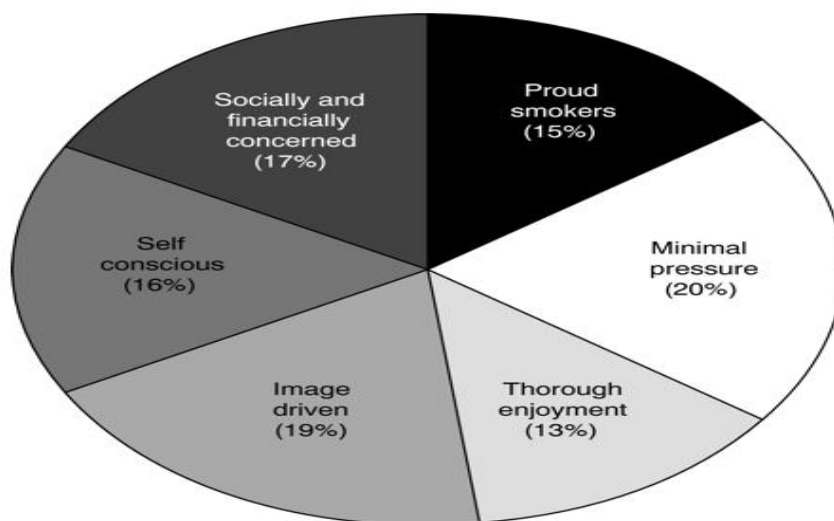 Proud
smokers
(15%)
Socially and
financially
concerned
(17%)
Minimal
pressure
(20%)
Self
conscious
(16%)
Image
driven
(19%)
Thorough
enjoyment
(13%)